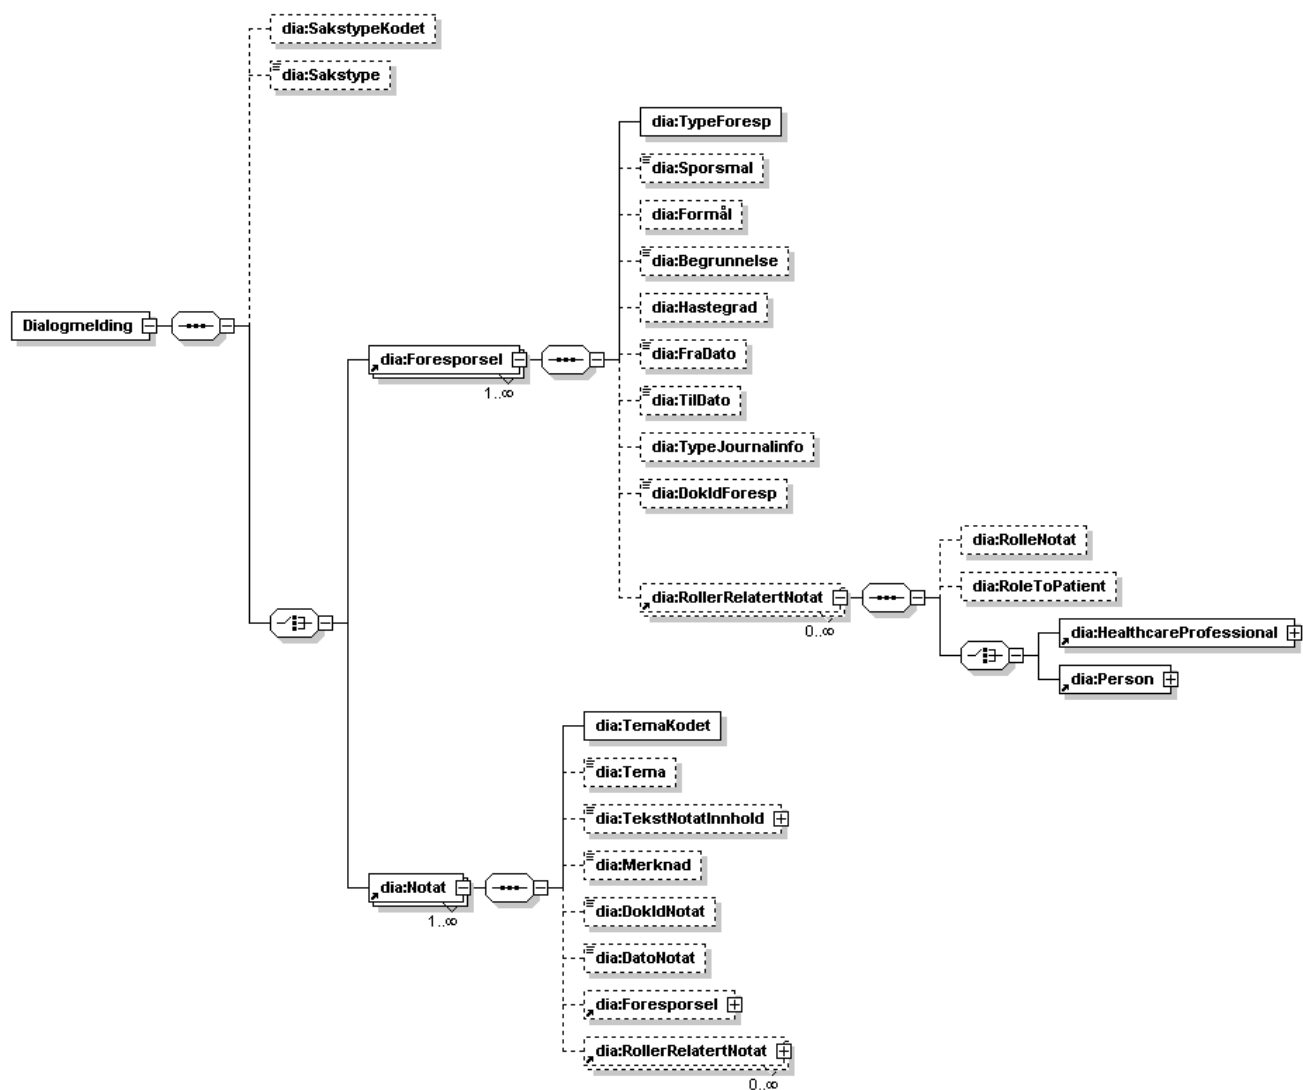 dia:SakstypeKodet
dia:Sakstype
dia:TypeForesp
dia:Sporsmal
dia:Formål
dia:Begrunnelse
dia:Hastegrad
Dialogmelding
dia:Foresporsel
1..∞
dia:FraDato
dia:TilDato
dia:TypeJournalinfo
dia:DokIdForesp
dia:RollerRelatertNotat
0..∞
dia:RolleNotat
dia:RoleToPatient
dia:HealthcareProfessional
dia:Person
dia:TemaKodet
dia:Tema
dia:TekstNotatInnhold
dia:Merknad
dia:Notat
1..∞
dia:DokIdNotat
dia:DatoNotat
dia:Foresporsel
dia:RollerRelatertNotat
0..∞